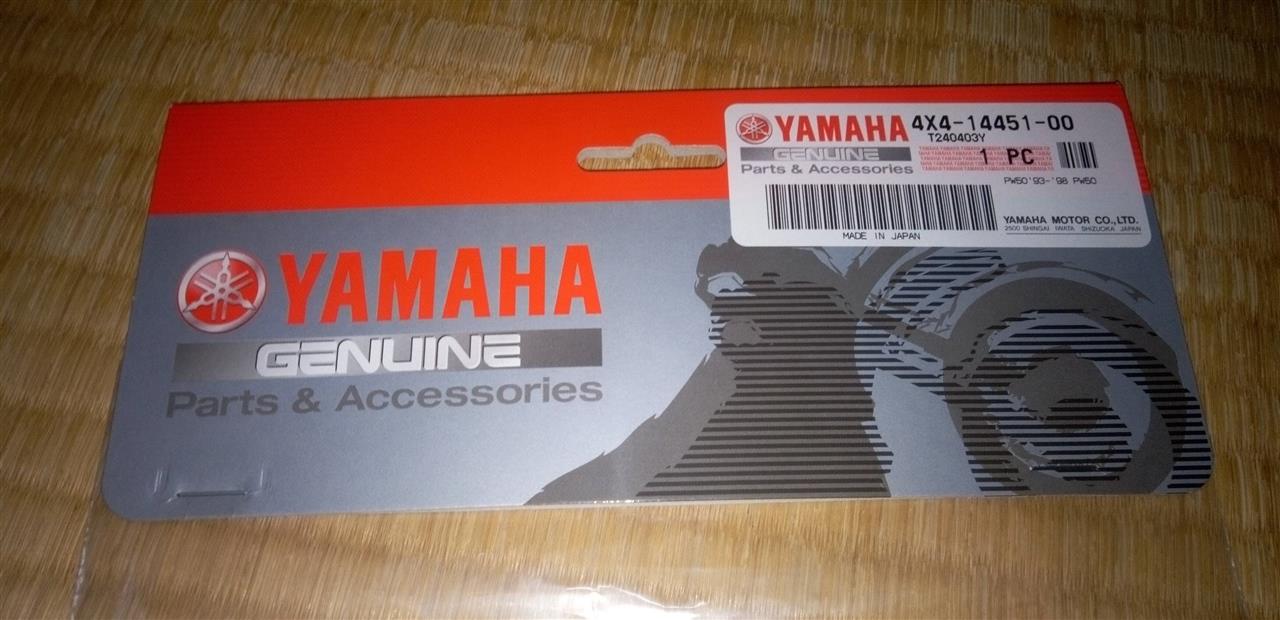 YAMAHA 4X4-14451-00
T240403Y
GENUINE
Parts & Accessories
1 PC
PW50'93-'98 PW50
YAMAHA MOTOR CO.,LTD.
2500 SHINGAI IWATA SHIZUOKA JAPAN
MADE IN JAPAN
YAMAHA
GENUINE
Parts & Accessories